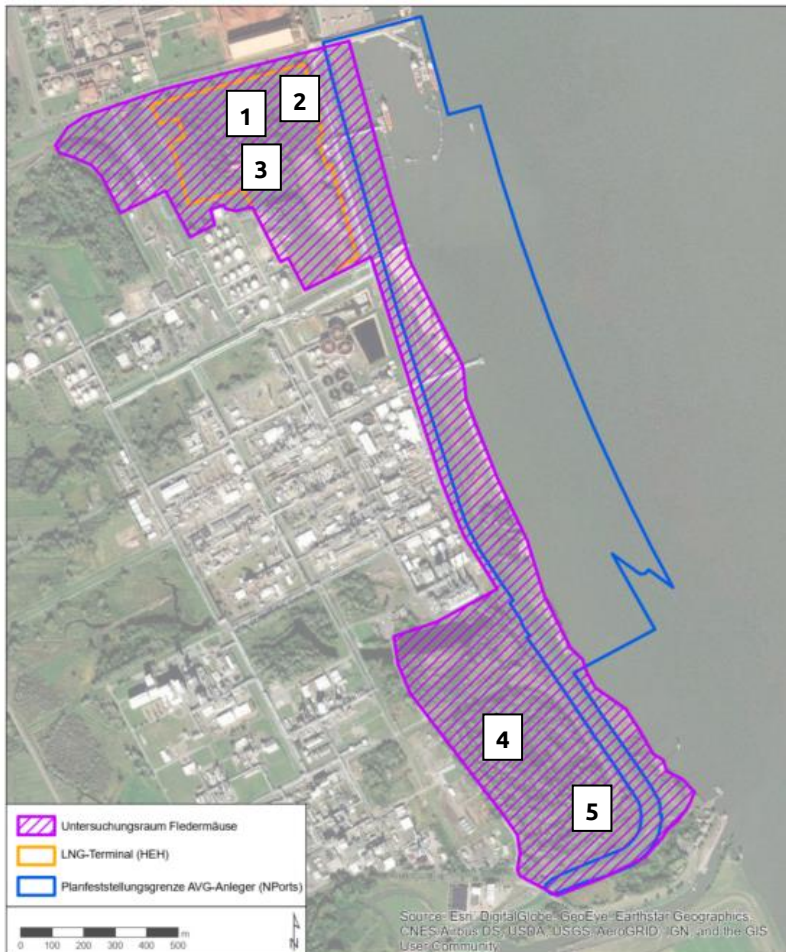 1
2
3
4
5
Untersuchungsraum Fledermäuse
LNG-Terminal (HEH)
Planfeststellungsgrenze AVG-Anleger (NPorts)
0 100 200 300 400 500 m
N
Source: Esri, DigitalGlobe, GeoEye, Earthstar Geographics,
CNES/Airbus DS, USDA, USGS, AeroGRID, IGN, and the GIS
User Community